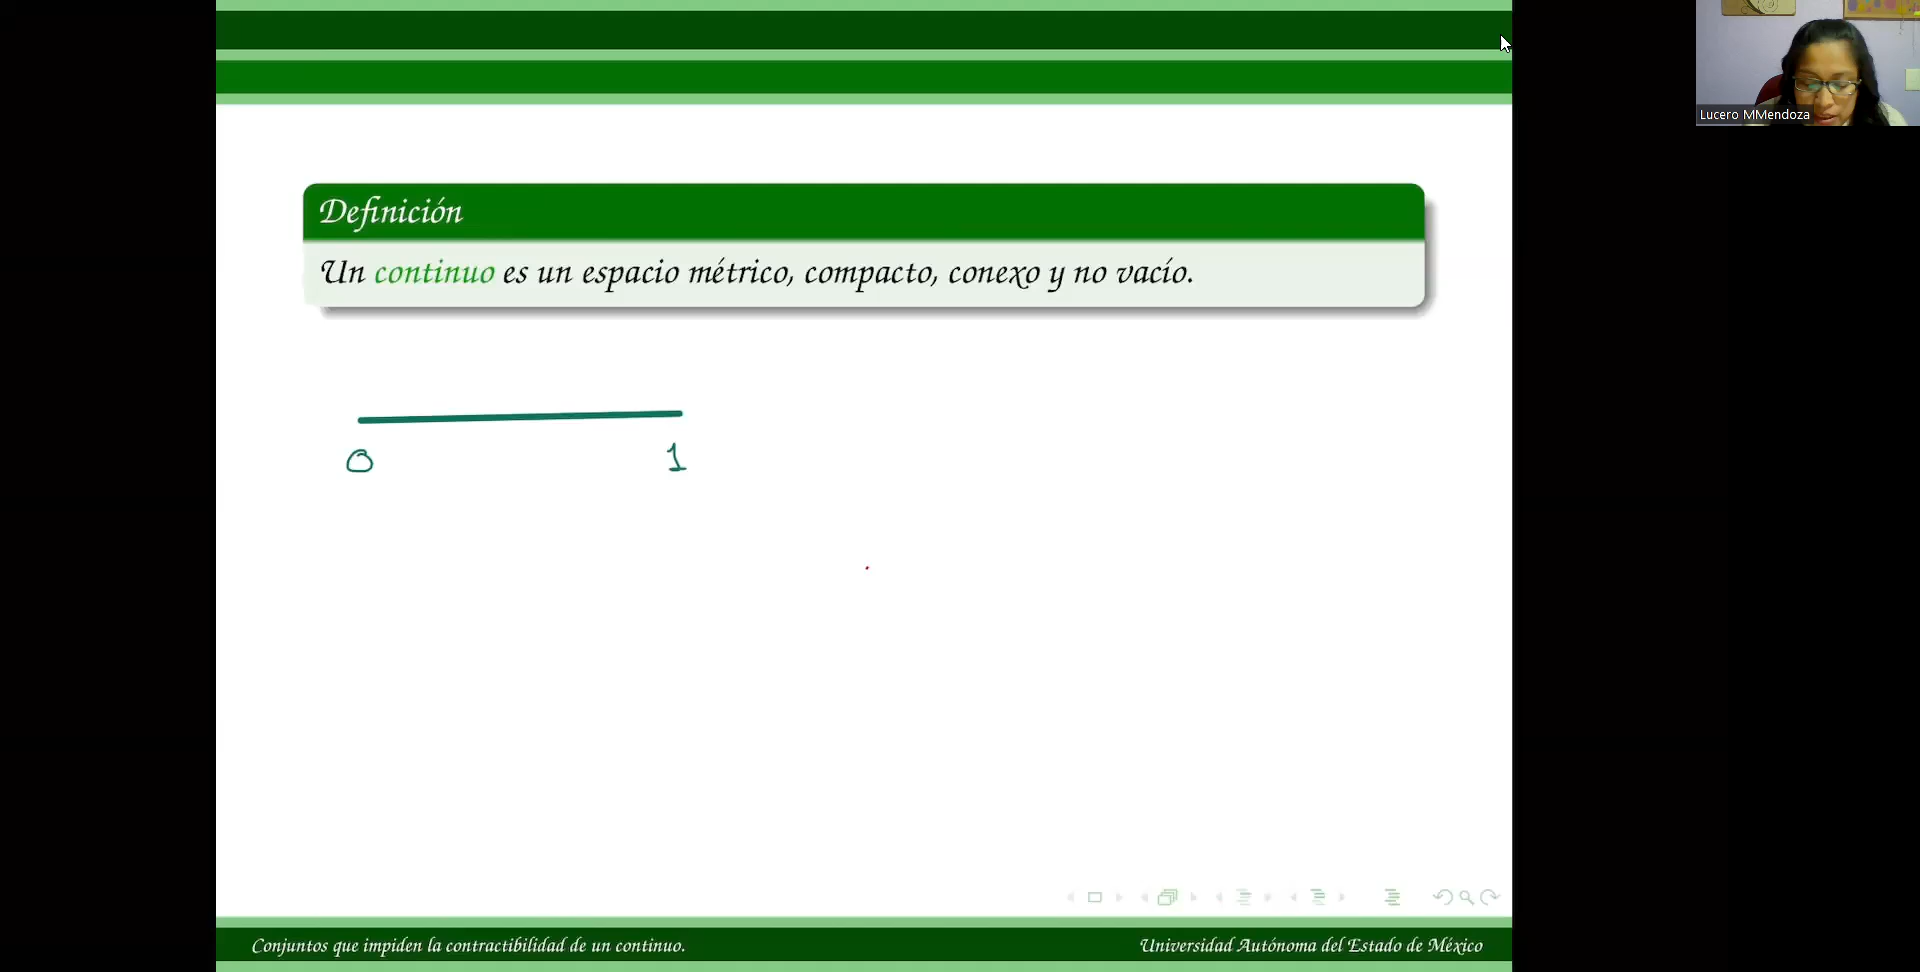 Lucero MMendoza
Definición
Un continuo es un espacio métrico, compacto, conexo y no vacío.
0 1
Conjuntos que impiden la contractibilidad de un continuo.
Universidad Autónoma del Estado de México